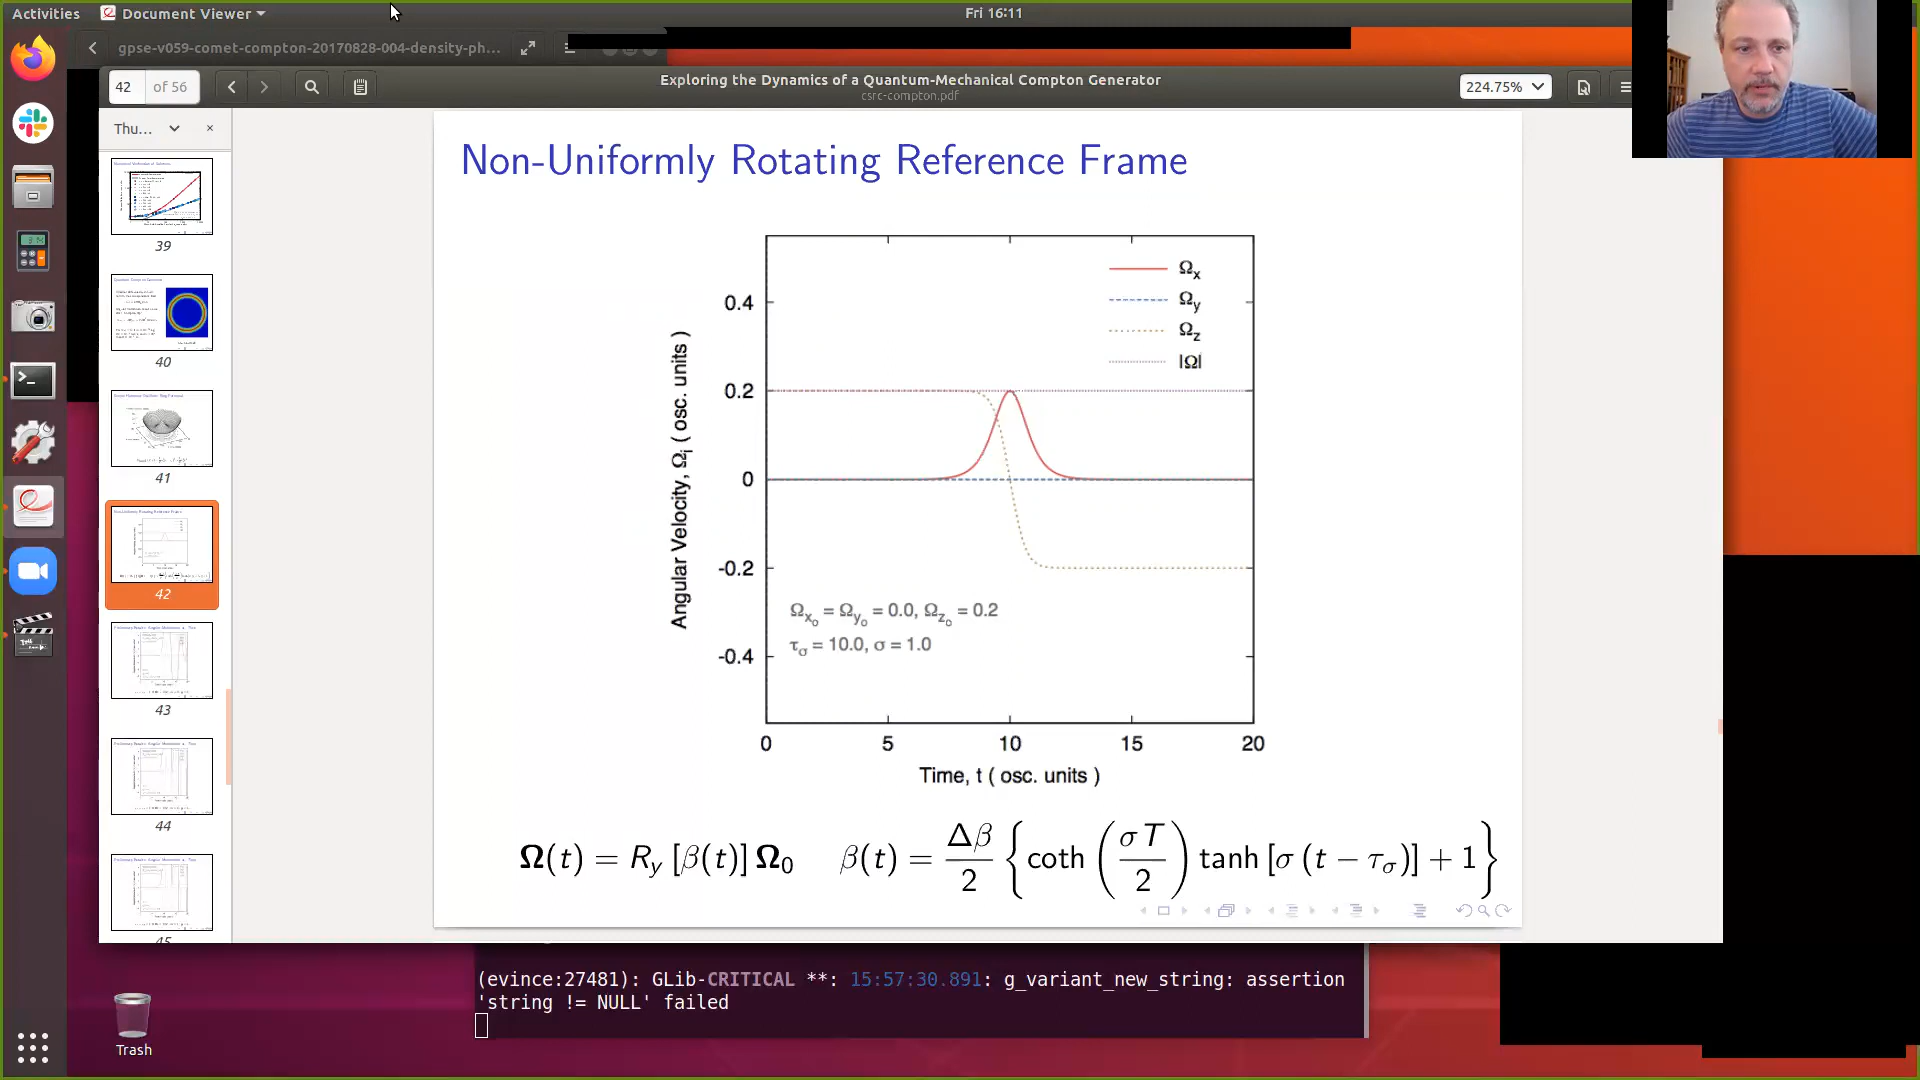 Activities Document Viewer Fri 16:11
gpse-v059-comet-compton-20170828-004-density-ph...
42 of 56
Exploring the Dynamics of a Quantum-Mechanical Compton Generator
csrc-compton.pdf
224.75%
Thu...
39
40
41
42
43
44
45
Non-Uniformly Rotating Reference Frame
Ωx
Ωy
Ωz
|Ω|
0.4
0.2
0
-0.2
-0.4
Angular Velocity, Ωi ( osc. units )
Ωxo = Ωyo = 0.0, Ωzo = 0.2
τσ = 10.0, σ = 1.0
0 5 10 15 20
Time, t ( osc. units )
Ω(t) = Ry [β(t)] Ω0 β(t) = Δβ/2 {coth (σT/2) tanh [σ (t − τσ)] + 1}
(evince:27481): GLib-CRITICAL **: 15:57:30.891: g_variant_new_string: assertion
'string != NULL' failed
Trash